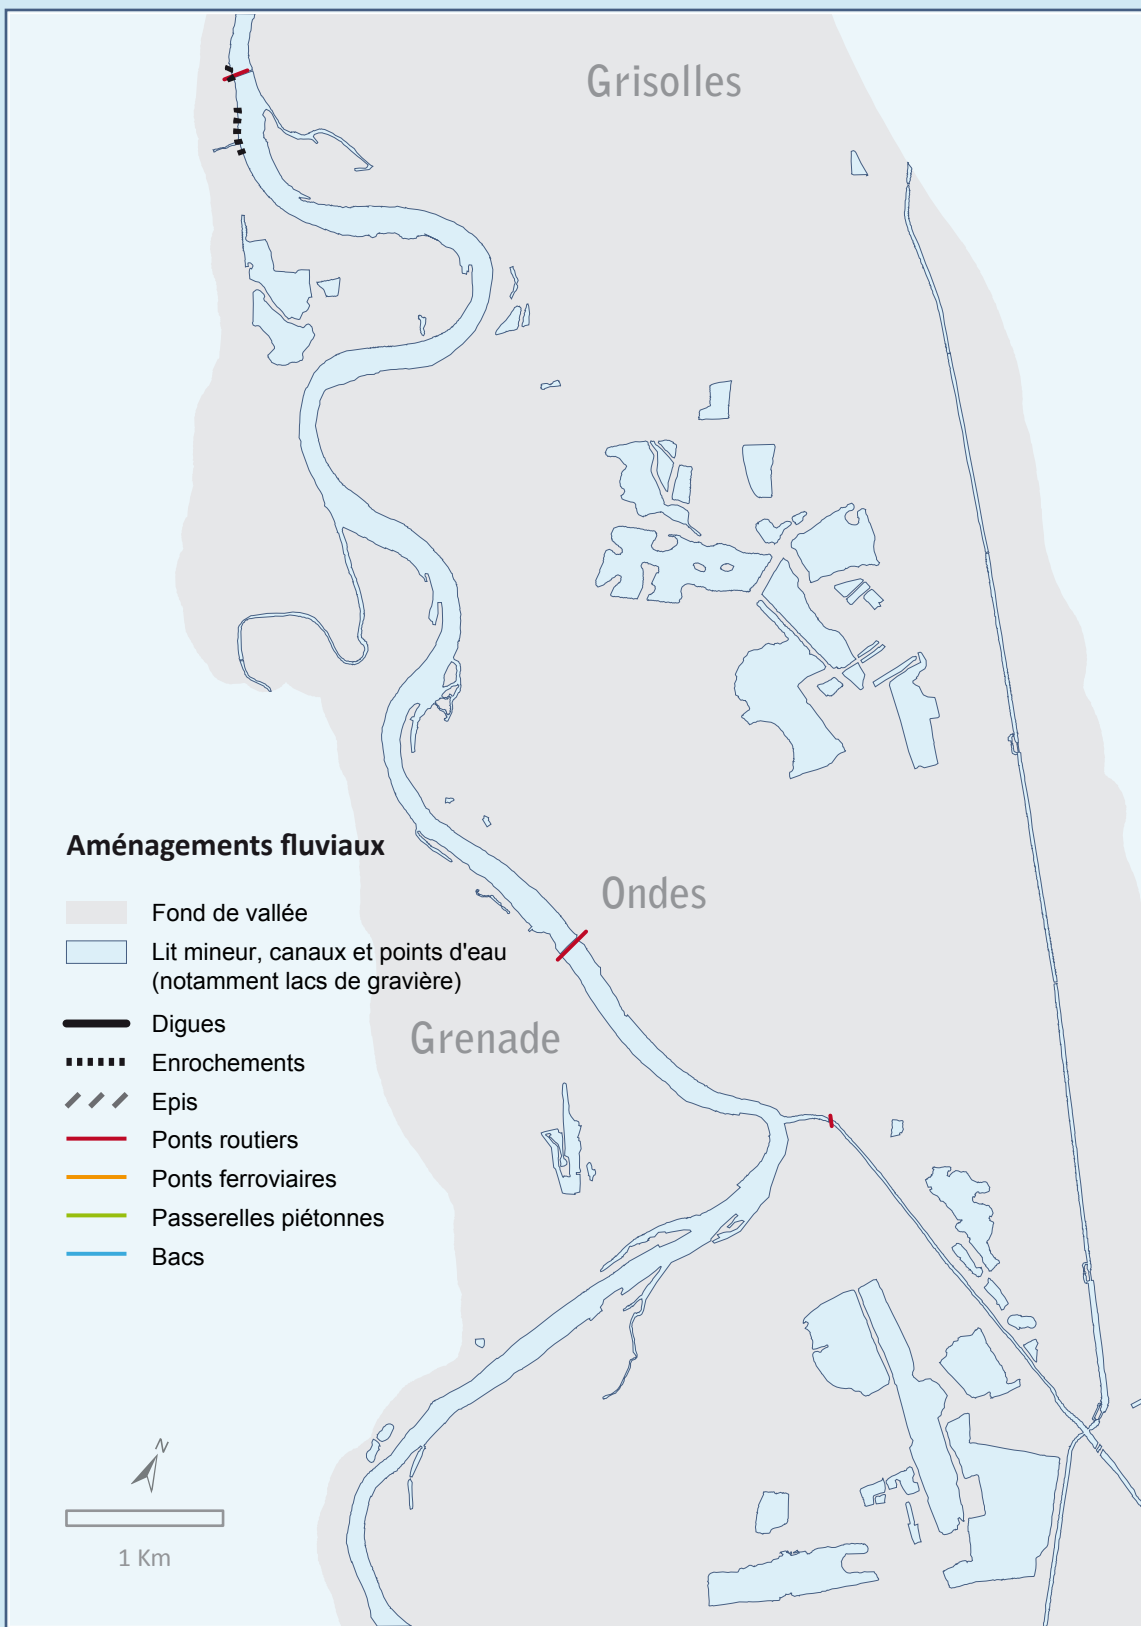 Grisolles
Aménagements fluviaux
Ondes
Fond de vallée
Lit mineur, canaux et points d'eau
(notamment lacs de gravière)
Grenade
Digues
Enrochements
Epis
Ponts routiers
Ponts ferroviaires
Passerelles piétonnes
Bacs
N
1 Km